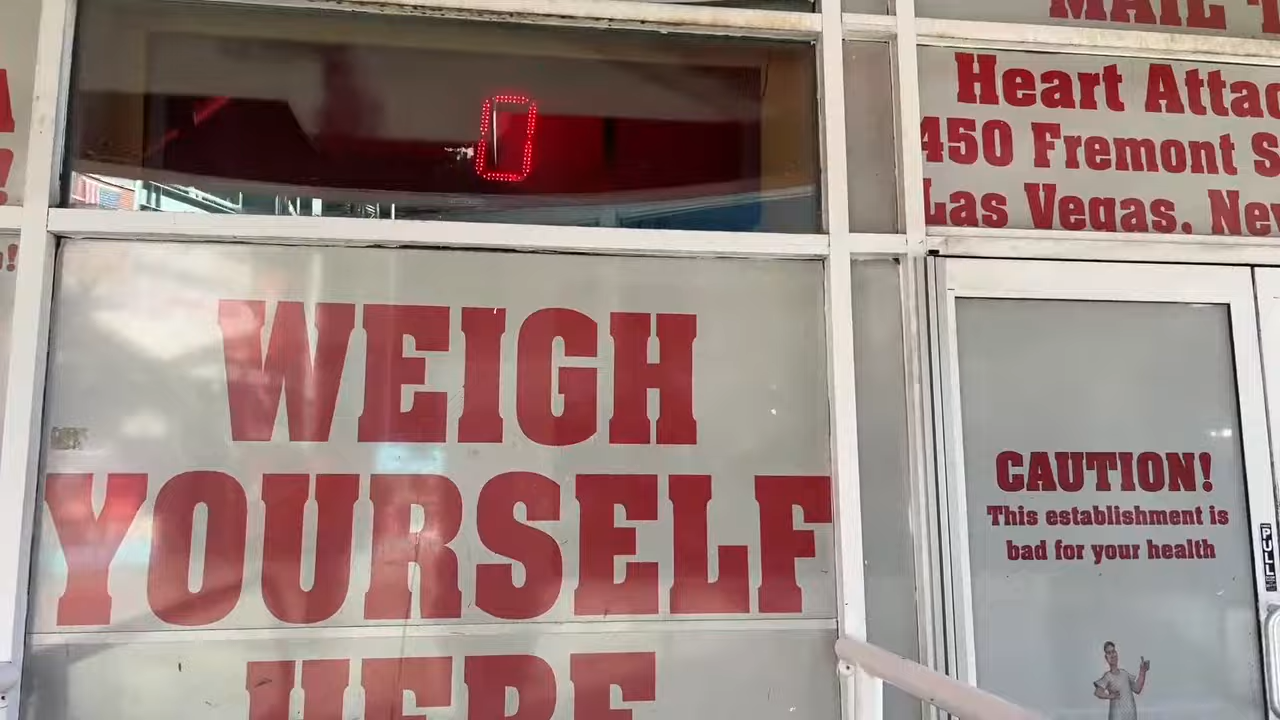 0
WEIGH
YOURSELF
HERE
MAIL
Heart Attac
450 Fremont S
Las Vegas, Ne
CAUTION!
This establishment is
bad for your health
PULL